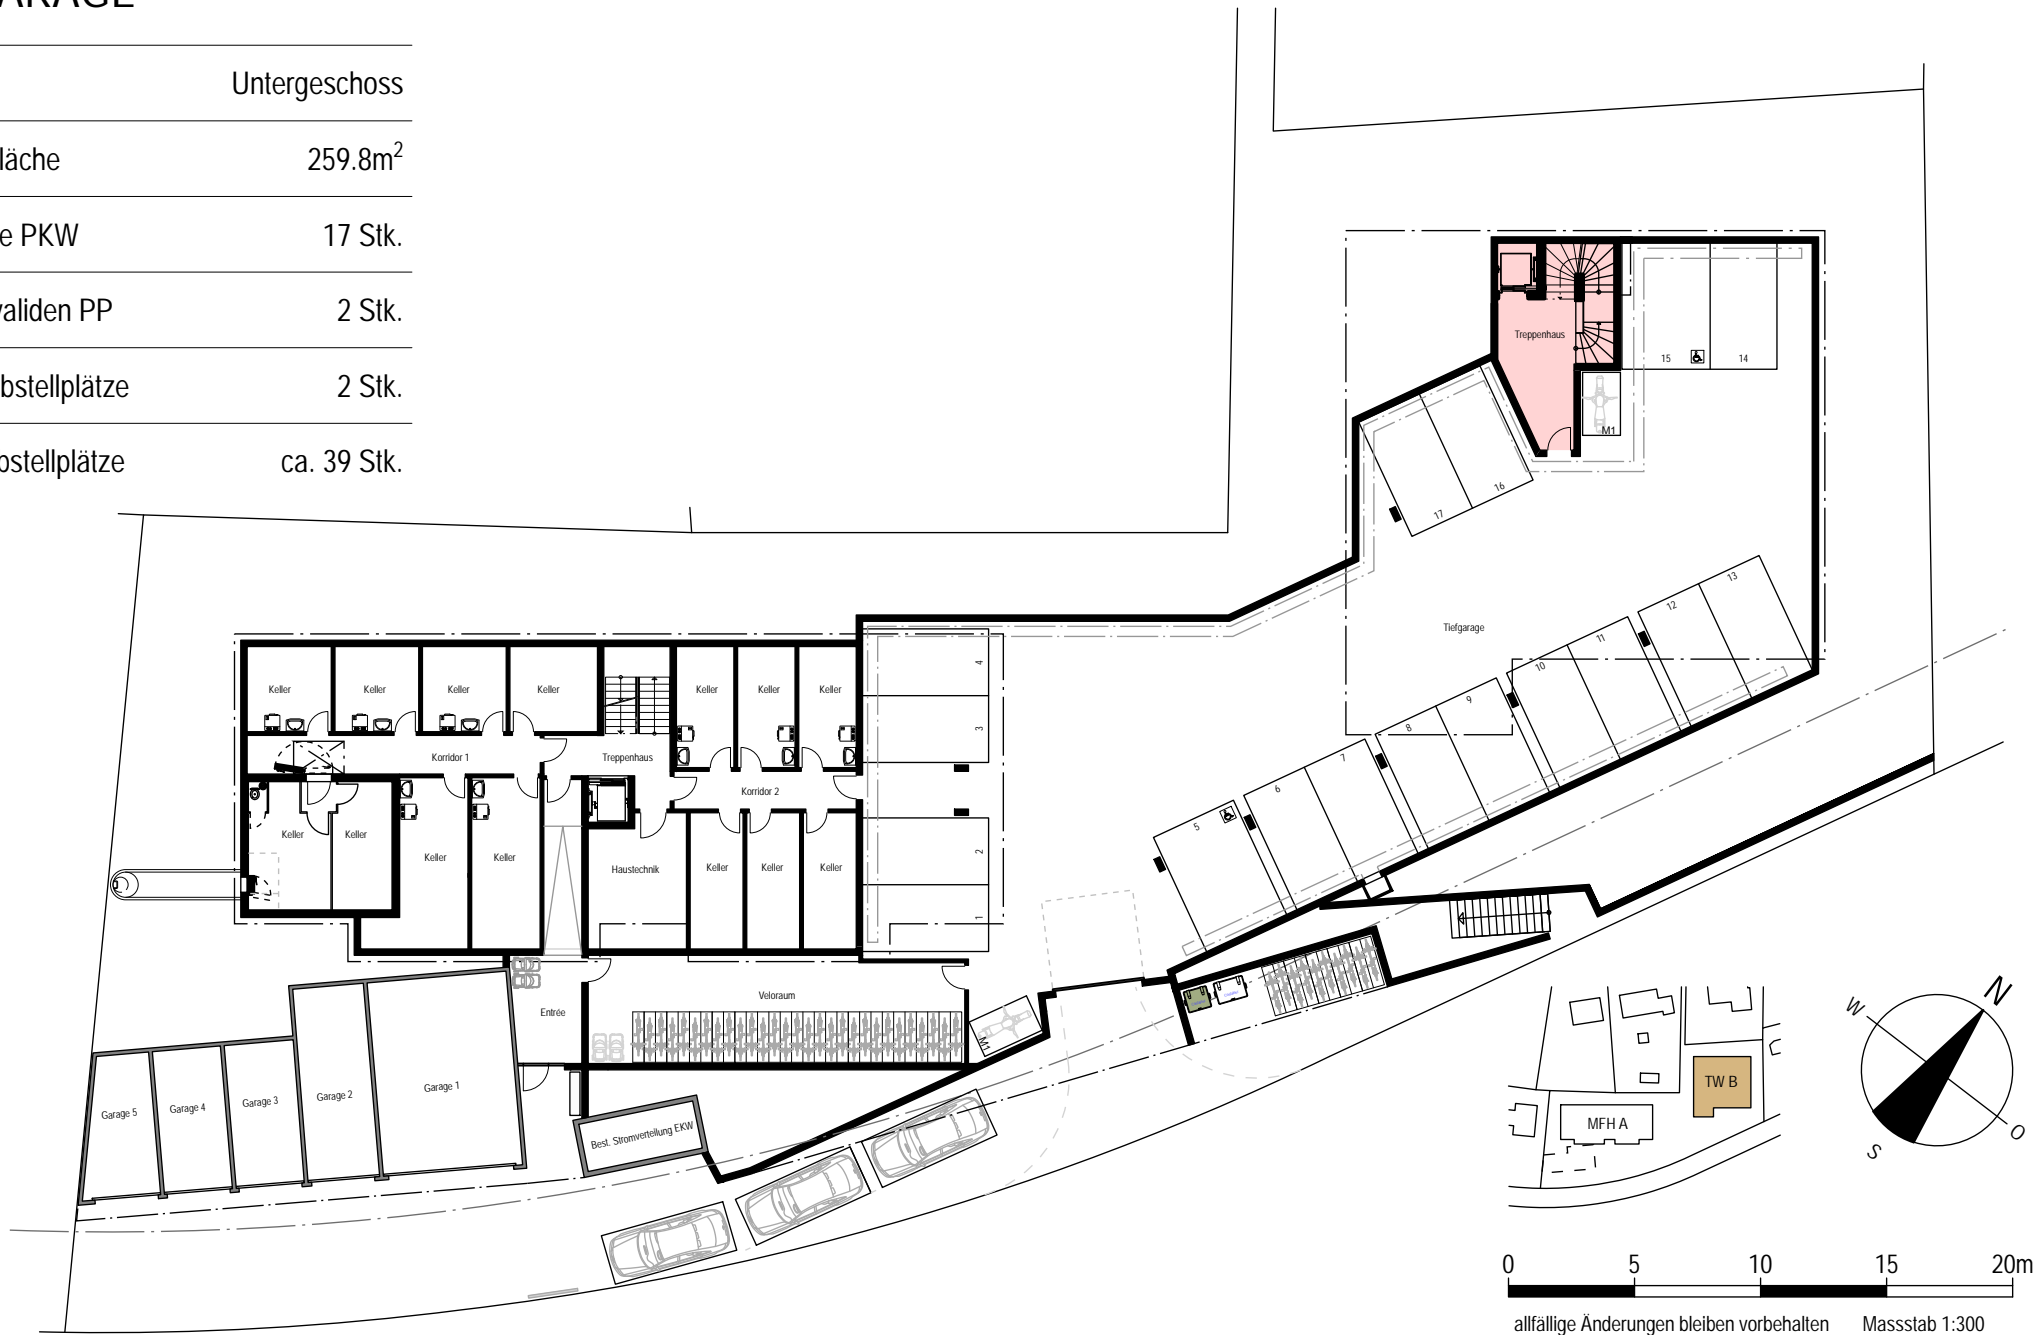 ARAGE
Untergeschoss
läche 259.8m²
e PKW 17 Stk.
validen PP 2 Stk.
bstellplätze 2 Stk.
bstellplätze ca. 39 Stk.
Treppenhaus
15
14
M1
16
17
Tiefgarage
13
12
11
10
9
8
7
6
5
4
3
2
1
Keller
Keller
Keller
Keller
Keller
Keller
Keller
Korridor 1
Treppenhaus
Korridor 2
Keller
Keller
Keller
Keller
Haustechnik
Keller
Keller
Keller
Veloraum
Entrée
M1
Garage 5
Garage 4
Garage 3
Garage 2
Garage 1
Best. Stromverteilung EKW
TW B
MFH A
N
W
O
S
0 5 10 15 20m
allfällige Änderungen bleiben vorbehalten Massstab 1:300